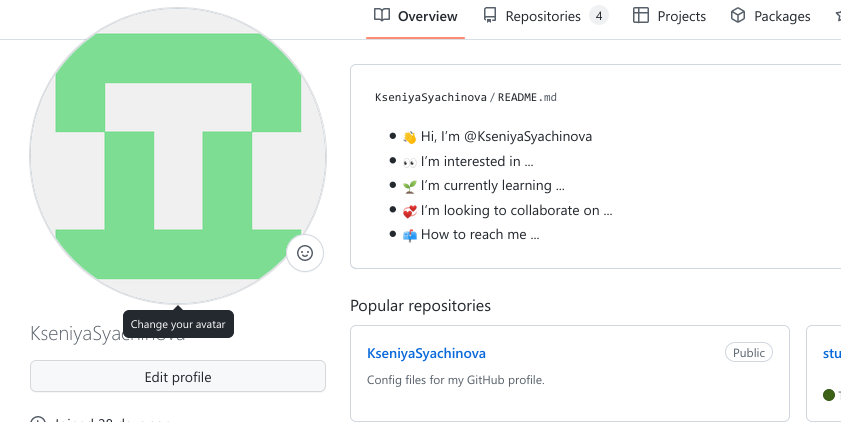 Overview
Repositories 4
Projects
Packages
KseniyaSyachinova/README.md
• 👋 Hi, I’m @KseniyaSyachinova
• 👀 I’m interested in ...
• 🌱 I’m currently learning ...
• 💞️ I’m looking to collaborate on ...
• 📫 How to reach me ...
Change your avatar
KseniyaSyachinova
Edit profile
Popular repositories
KseniyaSyachinova
Public
Config files for my GitHub profile.
stu